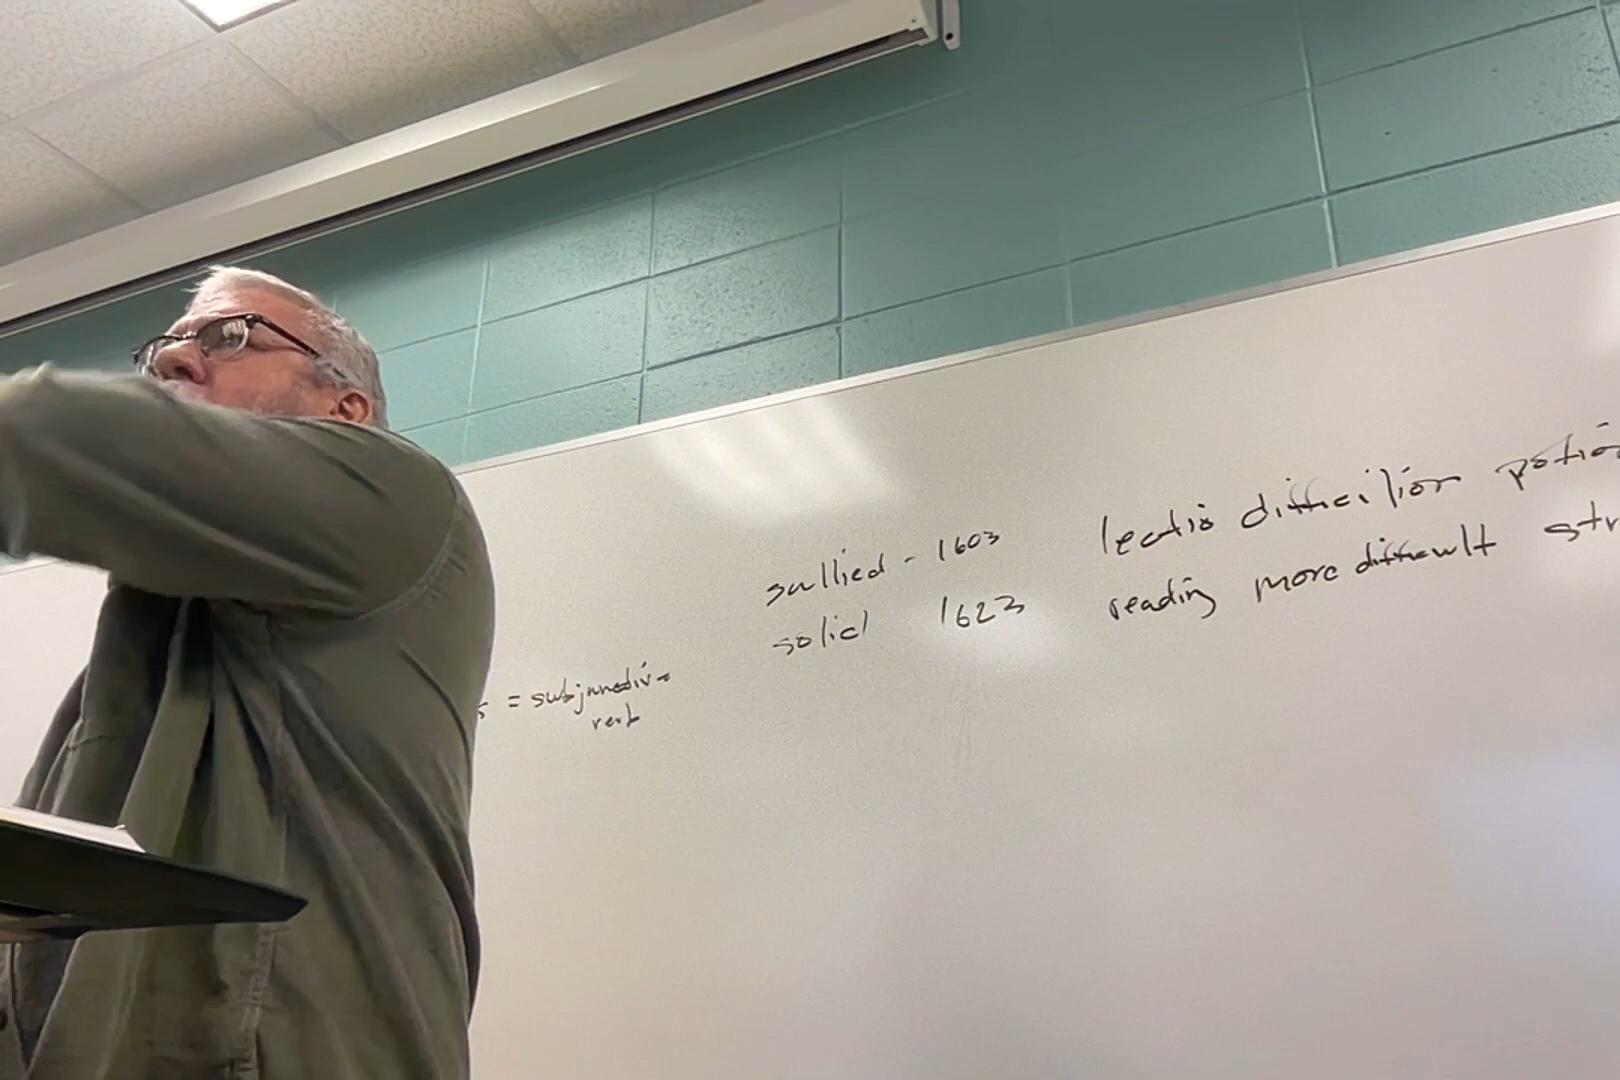 sullied - 1603
solid 1623
lectio difficilior
reading more difficult
= subjunctive
verb